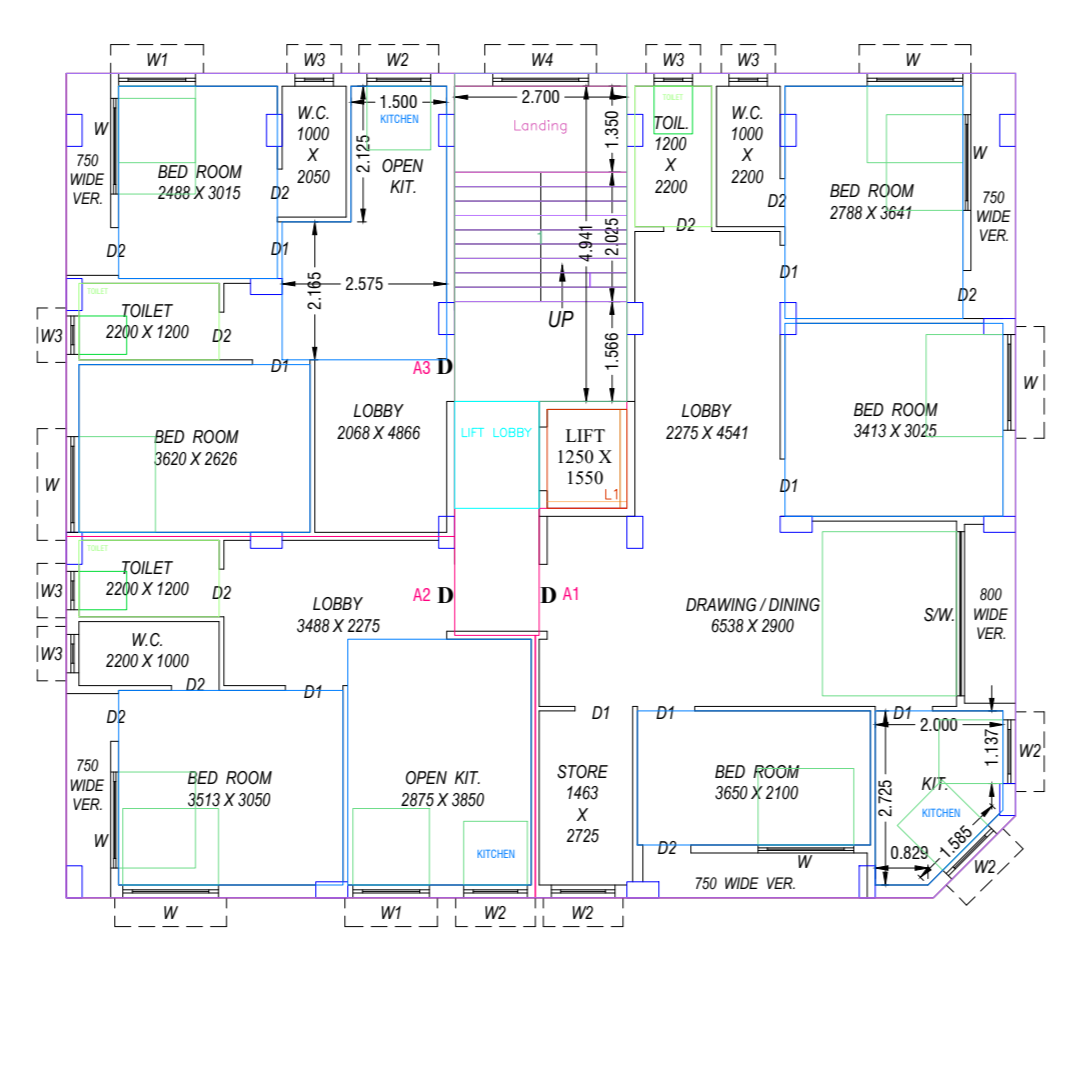 W1
W3
W2
W4
W3
W3
W
2.700
1.500
KITCHEN
TOILET
W.C.
1000
X
2050
2.125
OPEN
KIT.
Landing
1.350
TOIL.
1200
X
2200
W.C.
1000
X
2200
W
750
WIDE
VER.
BED ROOM
2488 X 3015
D2
D2
D1
4.941
2.025
D2
D2
BED ROOM
2788 X 3641
W
750
WIDE
VER.
D1
D2
2.165
2.575
UP
TOILET
TOILET
2200 X 1200
W3
D2
D1
A3 D
1.566
BED ROOM
3620 X 2626
W
LOBBY
2068 X 4866
LIFT LOBBY
LIFT
1250 X
1550
L1
LOBBY
2275 X 4541
BED ROOM
3413 X 3025
W
D1
TOILET
TOILET
2200 X 1200
W3
D2
LOBBY
3488 X 2275
A2 D
D A1
DRAWING / DINING
6538 X 2900
S/W.
800
WIDE
VER.
W.C.
2200 X 1000
W3
D2
D1
D2
D1
D1
D1
2.000
1.137
W2
750
WIDE
VER.
W
BED ROOM
3513 X 3050
OPEN KIT.
2875 X 3850
KITCHEN
STORE
1463
X
2725
BED ROOM
3650 X 2100
2.725
KIT.
KITCHEN
1.585
0.829
D2
W
750 WIDE VER.
W2
W
W1
W2
W2